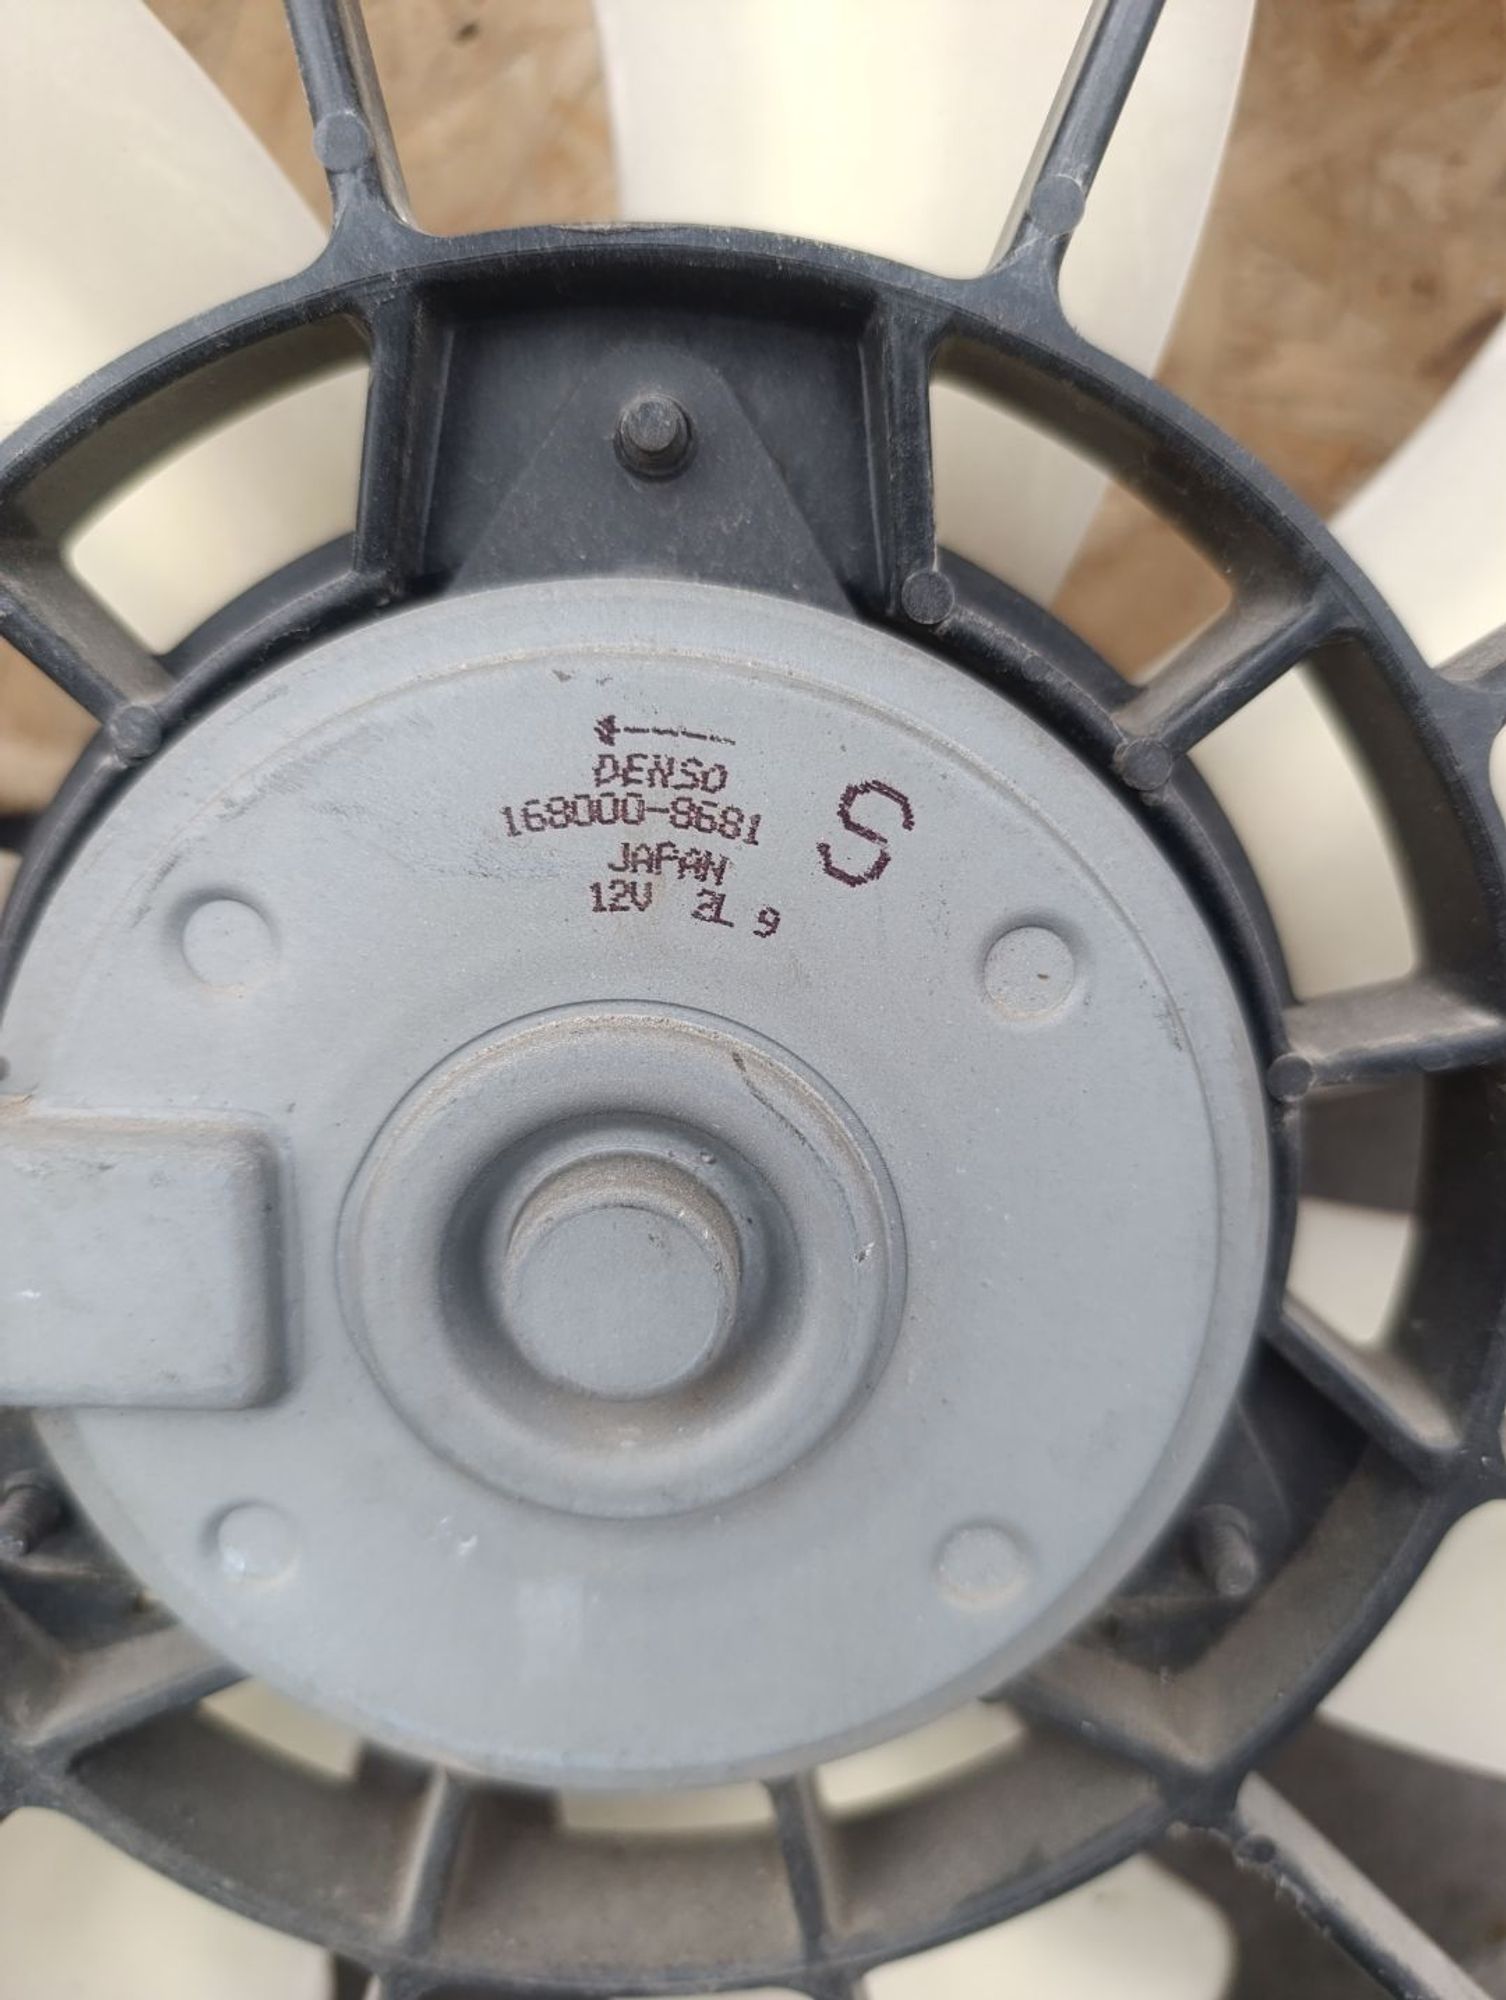 DENSO
168000-8681 S
JAPAN
12V 2L 9